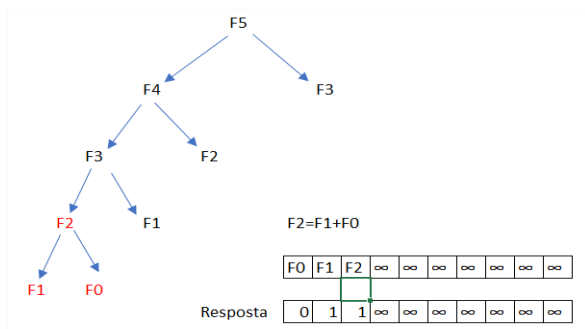 F5
F4 F3
F3 F2
F2 F1 F2=F1+F0
F0 F1 F2 ∞ ∞ ∞ ∞ ∞ ∞ ∞
F1 F0
Resposta 0 1 1 ∞ ∞ ∞ ∞ ∞ ∞ ∞